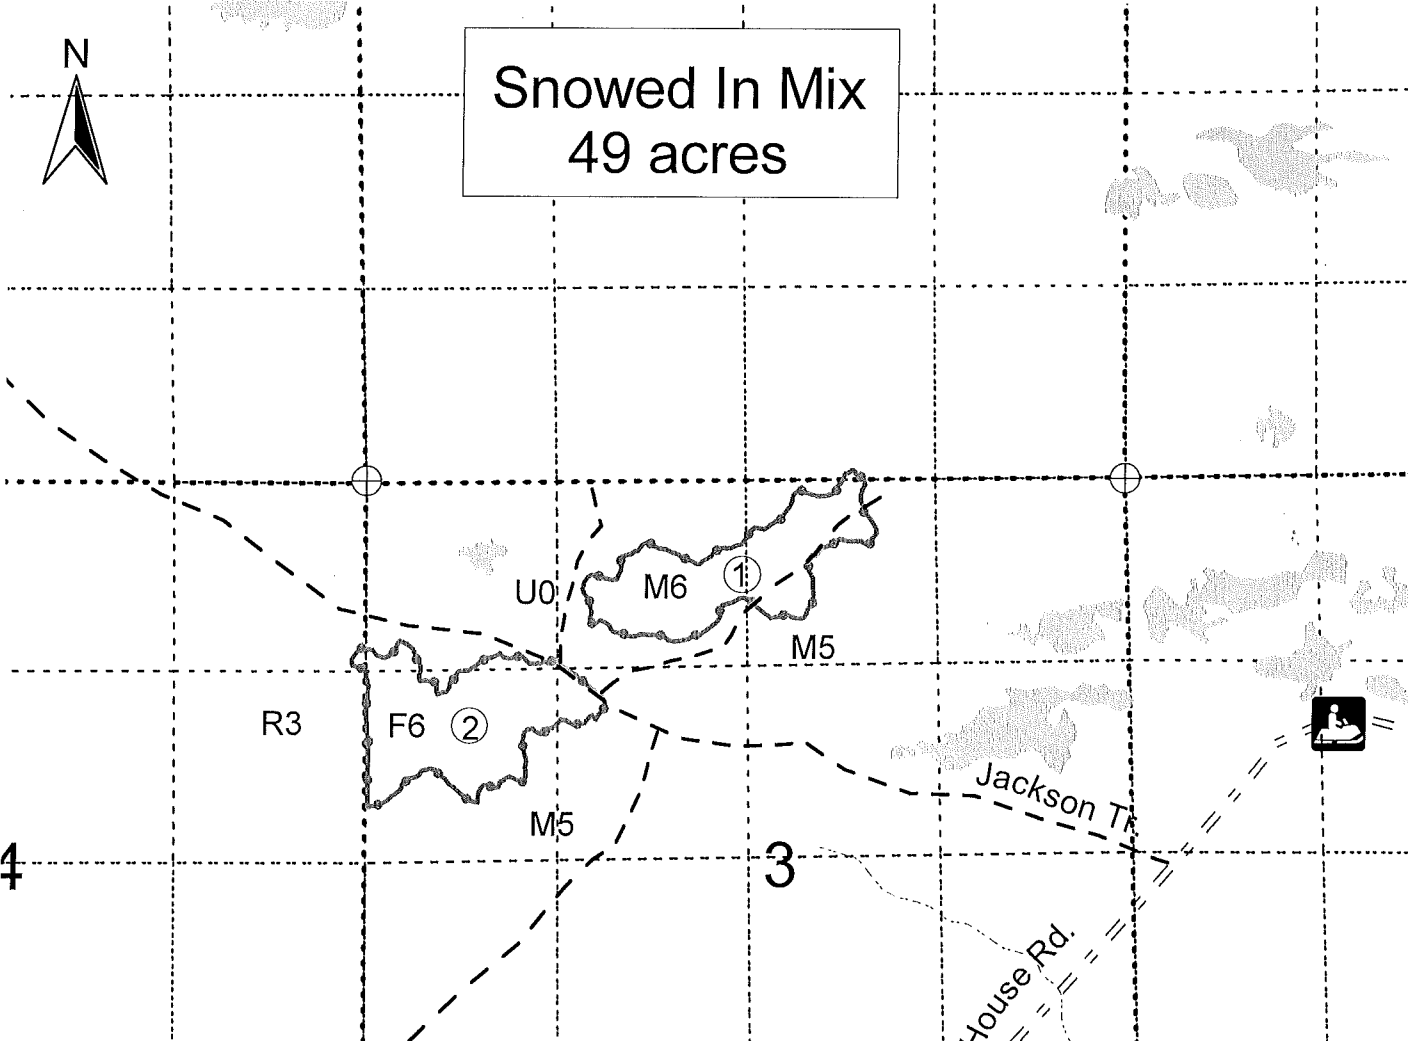 N
Snowed In Mix
49 acres
U0
M6
1
M5
R3
F6
2
M5
Jackson Tr.
4
3
House Rd.